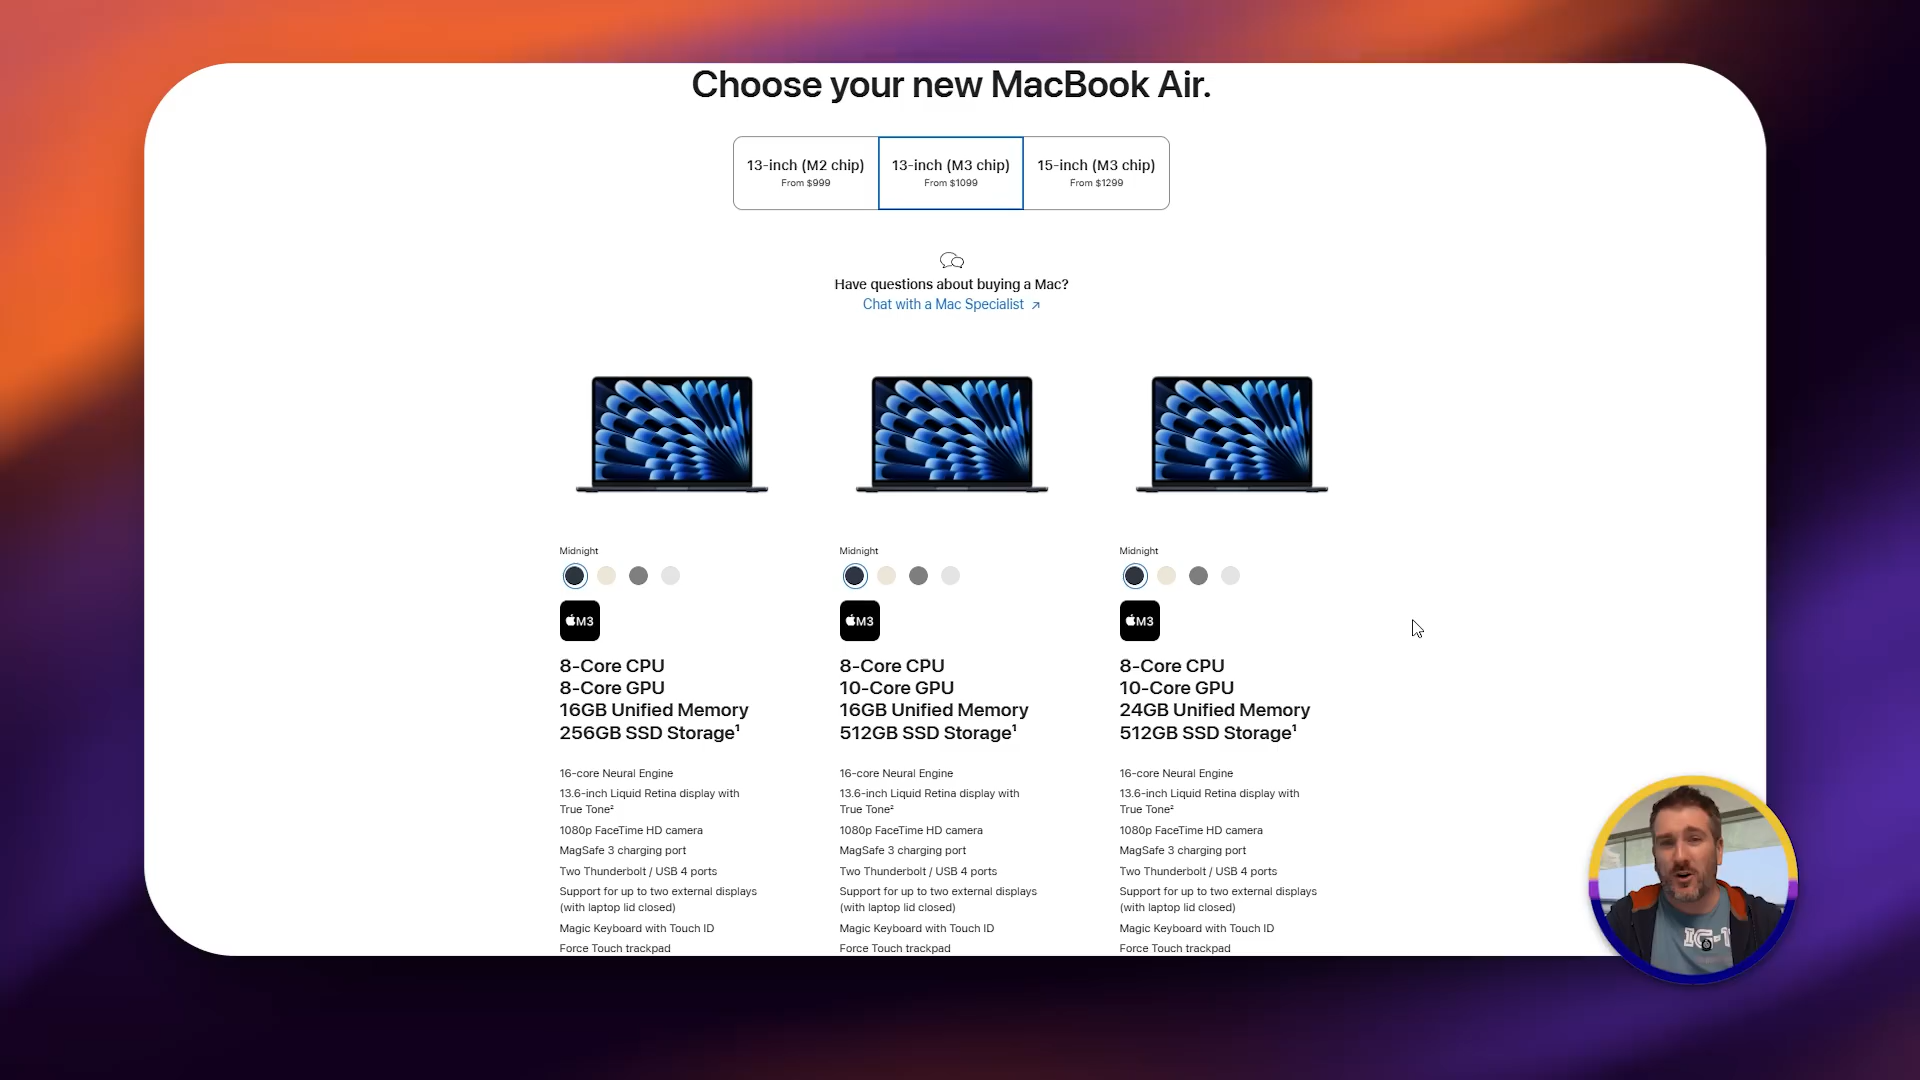 Choose your new MacBook Air.
13-inch (M2 chip)
From $999
13-inch (M3 chip)
From $1099
15-inch (M3 chip)
From $1299
Have questions about buying a Mac?
Chat with a Mac Specialist ↗
Midnight
M3
8-Core CPU
8-Core GPU
16GB Unified Memory
256GB SSD Storage¹
16-core Neural Engine
13.6-inch Liquid Retina display with
True Tone²
1080p FaceTime HD camera
MagSafe 3 charging port
Two Thunderbolt / USB 4 ports
Support for up to two external displays
(with laptop lid closed)
Magic Keyboard with Touch ID
Force Touch trackpad
Midnight
M3
8-Core CPU
10-Core GPU
16GB Unified Memory
512GB SSD Storage¹
16-core Neural Engine
13.6-inch Liquid Retina display with
True Tone²
1080p FaceTime HD camera
MagSafe 3 charging port
Two Thunderbolt / USB 4 ports
Support for up to two external displays
(with laptop lid closed)
Magic Keyboard with Touch ID
Force Touch trackpad
Midnight
M3
8-Core CPU
10-Core GPU
24GB Unified Memory
512GB SSD Storage¹
16-core Neural Engine
13.6-inch Liquid Retina display with
True Tone²
1080p FaceTime HD camera
MagSafe 3 charging port
Two Thunderbolt / USB 4 ports
Support for up to two external displays
(with laptop lid closed)
Magic Keyboard with Touch ID
Force Touch trackpad